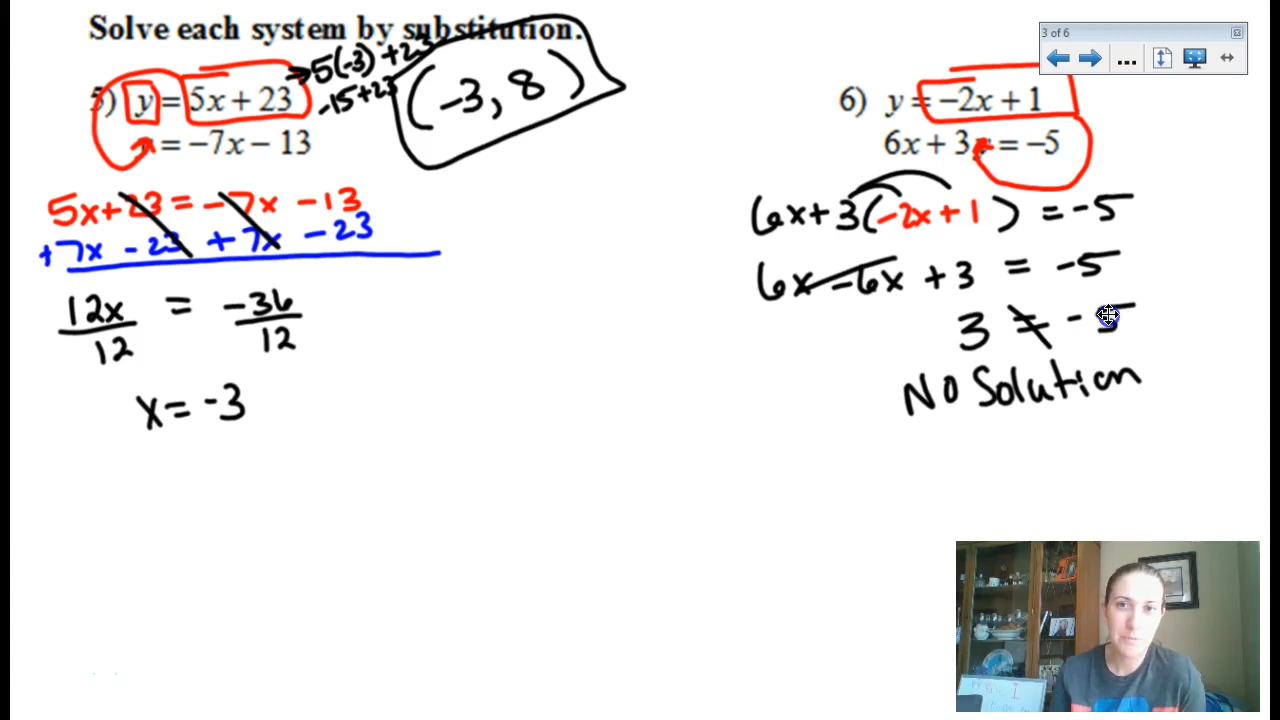 Solve each system by substitution.
3 of 6
5) y = 5x + 23
= −7x − 13
→ 5(-3) + 23
-15 + 23
(-3, 8)
5x + 23 = -7x - 13
+7x - 23 + 7x - 23
12x = -36
12 12
x = -3
6) y = −2x + 1
6x + 3y = −5
6x + 3(-2x + 1) = -5
6x - 6x + 3 = -5
3 ≠ -5
No Solution